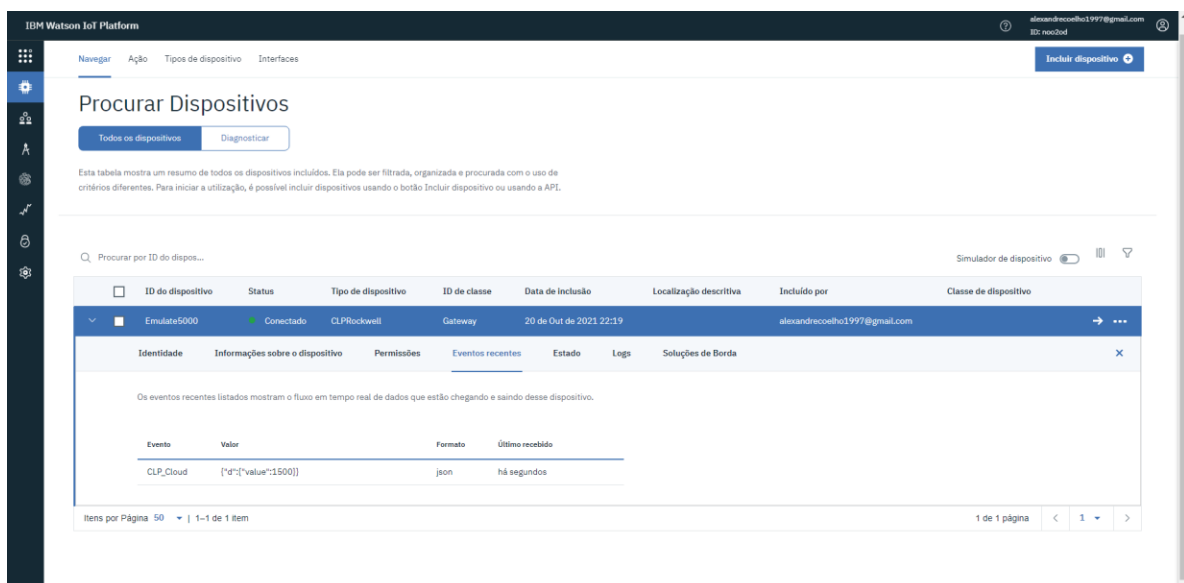 IBM Watson IoT Platform
alexandrecoelho1997@gmail.com
ID: noo2od
Navegar Ação Tipos de dispositivo Interfaces
Incluir dispositivo
Procurar Dispositivos
Todos os dispositivos Diagnosticar
Esta tabela mostra um resumo de todos os dispositivos incluídos. Ela pode ser filtrada, organizada e procurada com o uso de
critérios diferentes. Para iniciar a utilização, é possível incluir dispositivos usando o botão Incluir dispositivo ou usando a API.
Procurar por ID do dispos...
Simulador de dispositivo
ID do dispositivo Status Tipo de dispositivo ID de classe Data de inclusão Localização descritiva Incluído por Classe de dispositivo
Emulate5000 Conectado CLPRockwell Gateway 20 de Out de 2021 22:19 alexandrecoelho1997@gmail.com
Identidade Informações sobre o dispositivo Permissões Eventos recentes Estado Logs Soluções de Borda
Os eventos recentes listados mostram o fluxo em tempo real de dados que estão chegando e saindo desse dispositivo.
Evento Valor Formato Último recebido
CLP_Cloud {"d":{"value":1500}} json há segundos
Itens por Página 50 | 1–1 de 1 item
1 de 1 página 1